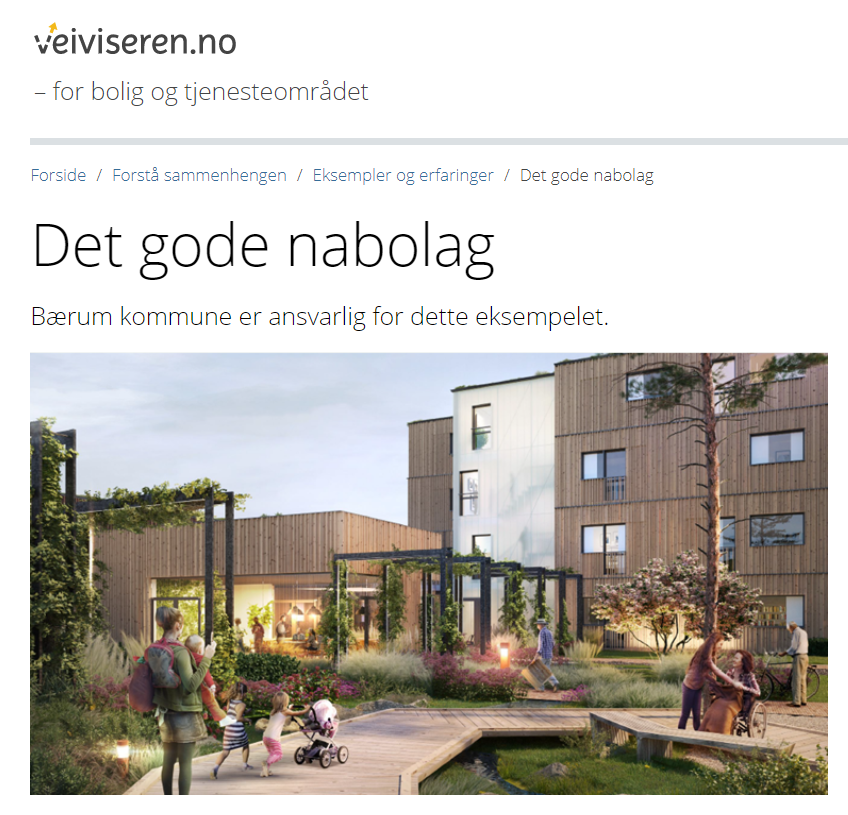 veiviseren.no
– for bolig og tjenesteområdet
Forside / Forstå sammenhengen / Eksempler og erfaringer / Det gode nabolag
Det gode nabolag
Bærum kommune er ansvarlig for dette eksempelet.